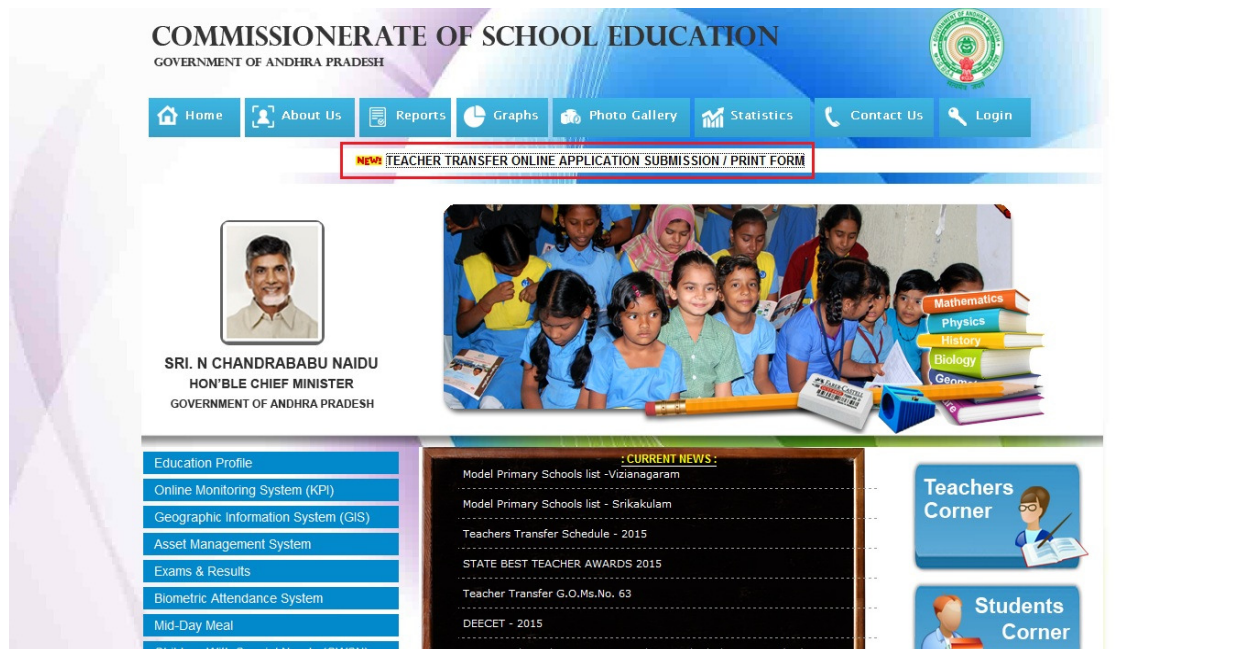 COMMISSIONERATE OF SCHOOL EDUCATION
GOVERNMENT OF ANDHRA PRADESH
Home
About Us
Reports
Graphs
Photo Gallery
Statistics
Contact Us
Login
NEW! TEACHER TRANSFER ONLINE APPLICATION SUBMISSION / PRINT FORM
SRI. N CHANDRABABU NAIDU
HON'BLE CHIEF MINISTER
GOVERNMENT OF ANDHRA PRADESH
Mathematics
Physics
History
Biology
FABER CASTELL
Education Profile
Online Monitoring System (KPI)
Geographic Information System (GIS)
Asset Management System
Exams & Results
Biometric Attendance System
Mid-Day Meal
: CURRENT NEWS :
Model Primary Schools list -Vizianagaram
Model Primary Schools list - Srikakulam
Teachers Transfer Schedule - 2015
STATE BEST TEACHER AWARDS 2015
Teacher Transfer G.O.Ms.No. 63
DEECET - 2015
Teachers
Corner
Students
Corner